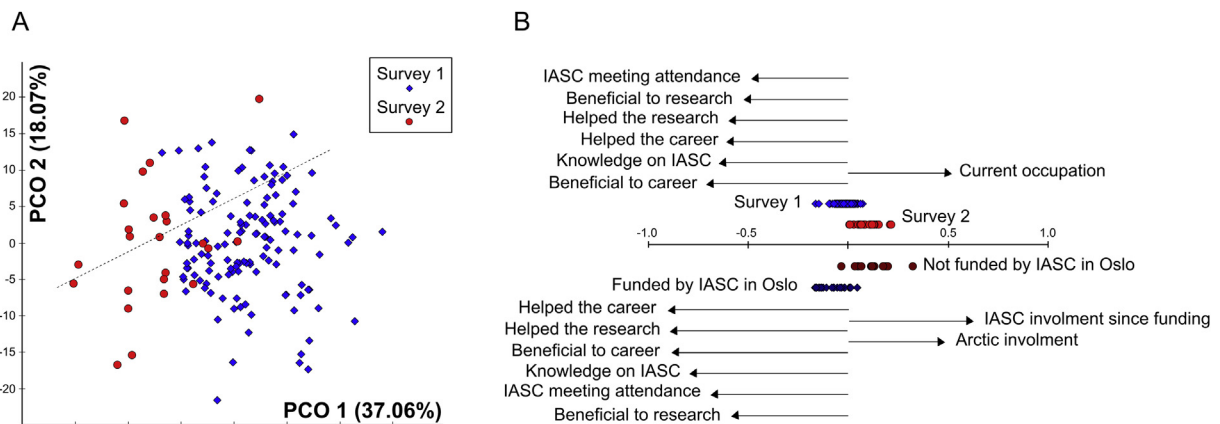 A
PCO 2 (18.07%)
20
15
10
5
0
-5
-10
-15
-20
Survey 1
Survey 2
PCO 1 (37.06%)
B
IASC meeting attendance
Beneficial to research
Helped the research
Helped the career
Knowledge on IASC
Beneficial to career
Current occupation
Survey 1
Survey 2
-1.0
-0.5
0
0.5
1.0
Not funded by IASC in Oslo
Funded by IASC in Oslo
Helped the career
IASC involment since funding
Helped the research
Arctic involment
Beneficial to career
Knowledge on IASC
IASC meeting attendance
Beneficial to research